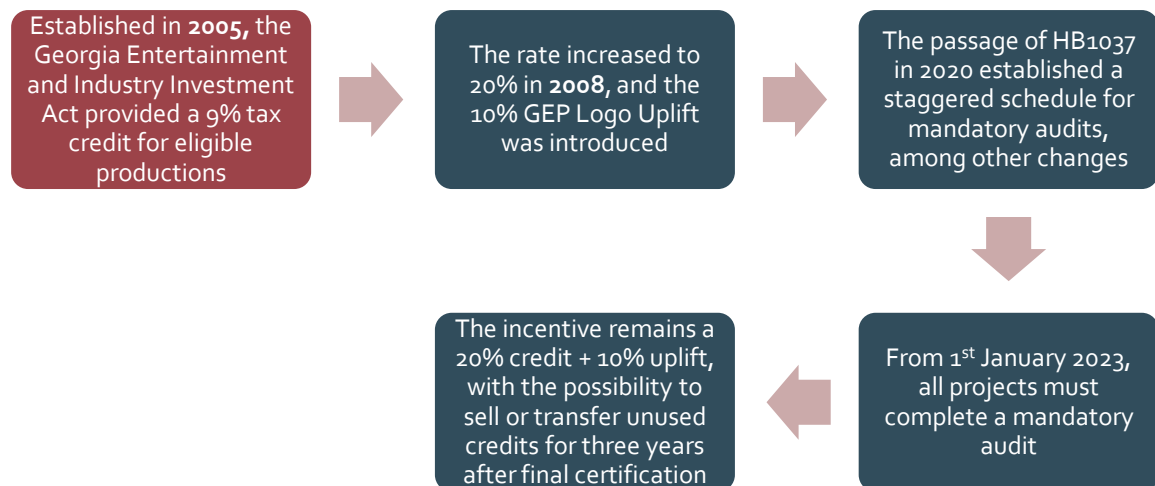 Established in 2005, the
Georgia Entertainment
and Industry Investment
Act provided a 9% tax
credit for eligible
productions
The rate increased to
20% in 2008, and the
10% GEP Logo Uplift
was introduced
The passage of HB1037
in 2020 established a
staggered schedule for
mandatory audits,
among other changes
From 1st January 2023,
all projects must
complete a mandatory
audit
The incentive remains a
20% credit + 10% uplift,
with the possibility to
sell or transfer unused
credits for three years
after final certification